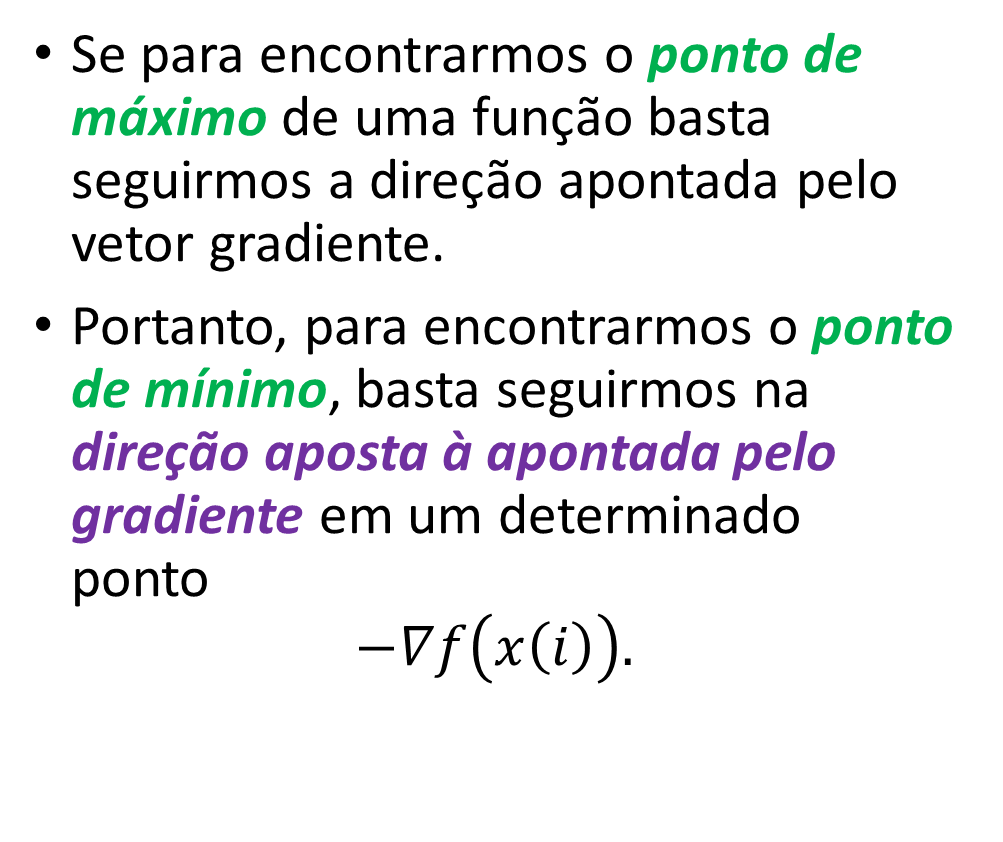 • Se para encontrarmos o ponto de
máximo de uma função basta
seguirmos a direção apontada pelo
vetor gradiente.
• Portanto, para encontrarmos o ponto
de mínimo, basta seguirmos na
direção aposta à apontada pelo
gradiente em um determinado
ponto
−∇f(x(i)).